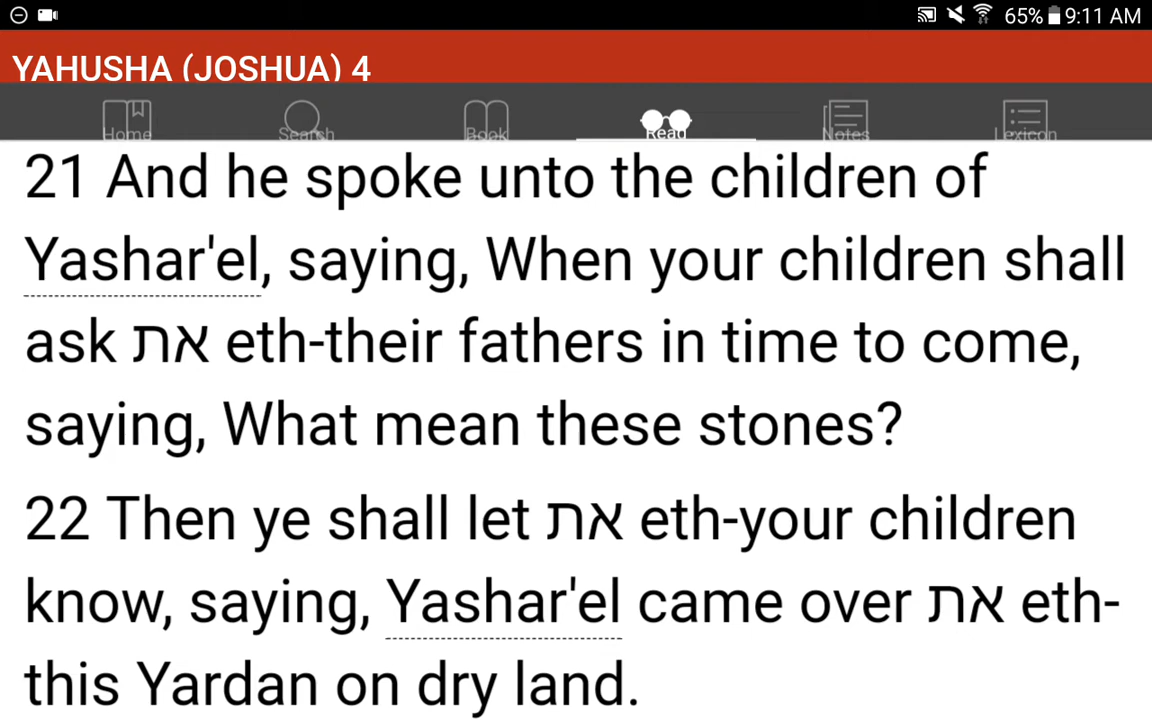 65% 9:11 AM
YAHUSHA (JOSHUA) 4
Home Search Book Read Notes Lexicon
21 And he spoke unto the children of
Yashar'el, saying, When your children shall
ask את eth-their fathers in time to come,
saying, What mean these stones?
22 Then ye shall let את eth-your children
know, saying, Yashar'el came over את eth-
this Yardan on dry land.